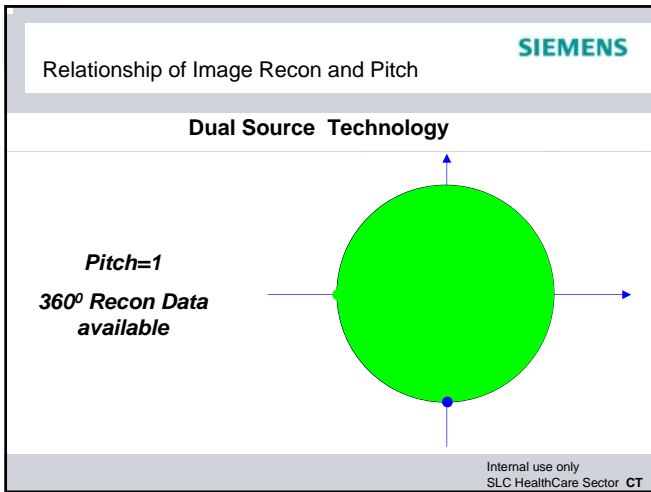 SIEMENS
Relationship of Image Recon and Pitch
Dual Source Technology
Pitch=1
360⁰ Recon Data
available
Internal use only
SLC HealthCare Sector CT